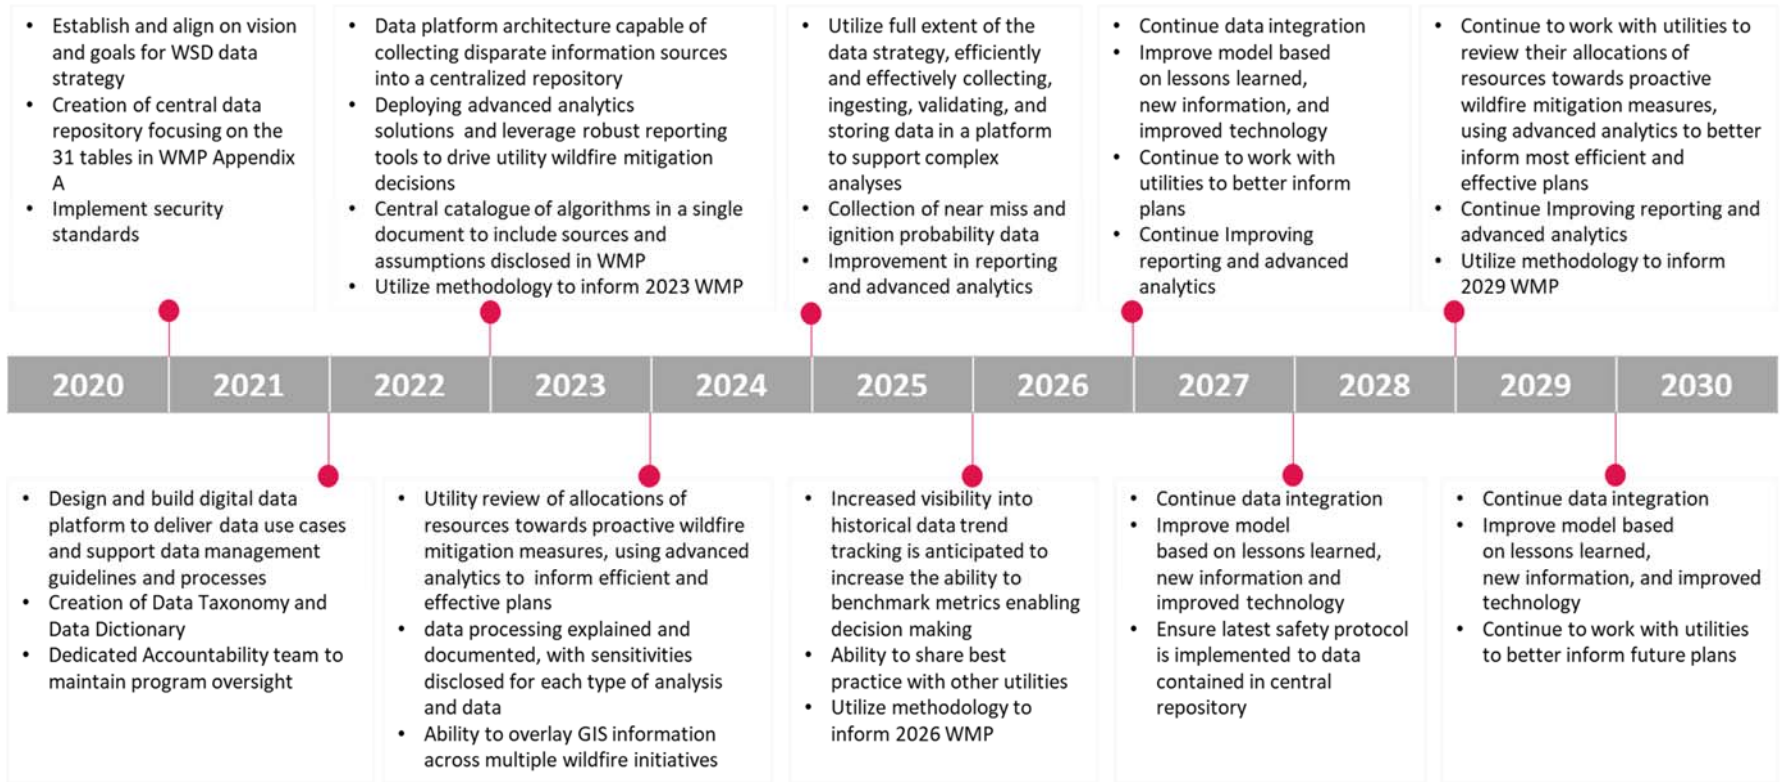 • Establish and align on vision
and goals for WSD data
strategy
• Creation of central data
repository focusing on the
31 tables in WMP Appendix
A
• Implement security
standards
• Data platform architecture capable of
collecting disparate information sources
into a centralized repository
• Deploying advanced analytics
solutions and leverage robust reporting
tools to drive utility wildfire mitigation
decisions
• Central catalogue of algorithms in a single
document to include sources and
assumptions disclosed in WMP
• Utilize methodology to inform 2023 WMP
• Utilize full extent of the
data strategy, efficiently
and effectively collecting,
ingesting, validating, and
storing data in a platform
to support complex
analyses
• Collection of near miss and
ignition probability data
• Improvement in reporting
and advanced analytics
• Continue data integration
• Improve model based
on lessons learned,
new information, and
improved technology
• Continue to work with
utilities to better inform
plans
• Continue Improving
reporting and advanced
analytics
• Continue to work with utilities to
review their allocations of
resources towards proactive
wildfire mitigation measures,
using advanced analytics to better
inform most efficient and
effective plans
• Continue Improving reporting and
advanced analytics
• Utilize methodology to inform
2029 WMP
2020 2021 2022 2023 2024 2025 2026 2027 2028 2029 2030
• Design and build digital data
platform to deliver data use cases
and support data management
guidelines and processes
• Creation of Data Taxonomy and
Data Dictionary
• Dedicated Accountability team to
maintain program oversight
• Utility review of allocations of
resources towards proactive wildfire
mitigation measures, using advanced
analytics to inform efficient and
effective plans
• data processing explained and
documented, with sensitivities
disclosed for each type of analysis
and data
• Ability to overlay GIS information
across multiple wildfire initiatives
• Increased visibility into
historical data trend
tracking is anticipated to
increase the ability to
benchmark metrics enabling
decision making
• Ability to share best
practice with other utilities
• Utilize methodology to
inform 2026 WMP
• Continue data integration
• Improve model
based on lessons learned,
new information and
improved technology
• Ensure latest safety protocol
is implemented to data
contained in central
repository
• Continue data integration
• Improve model based
on lessons learned,
new information, and improved
technology
• Continue to work with utilities
to better inform future plans